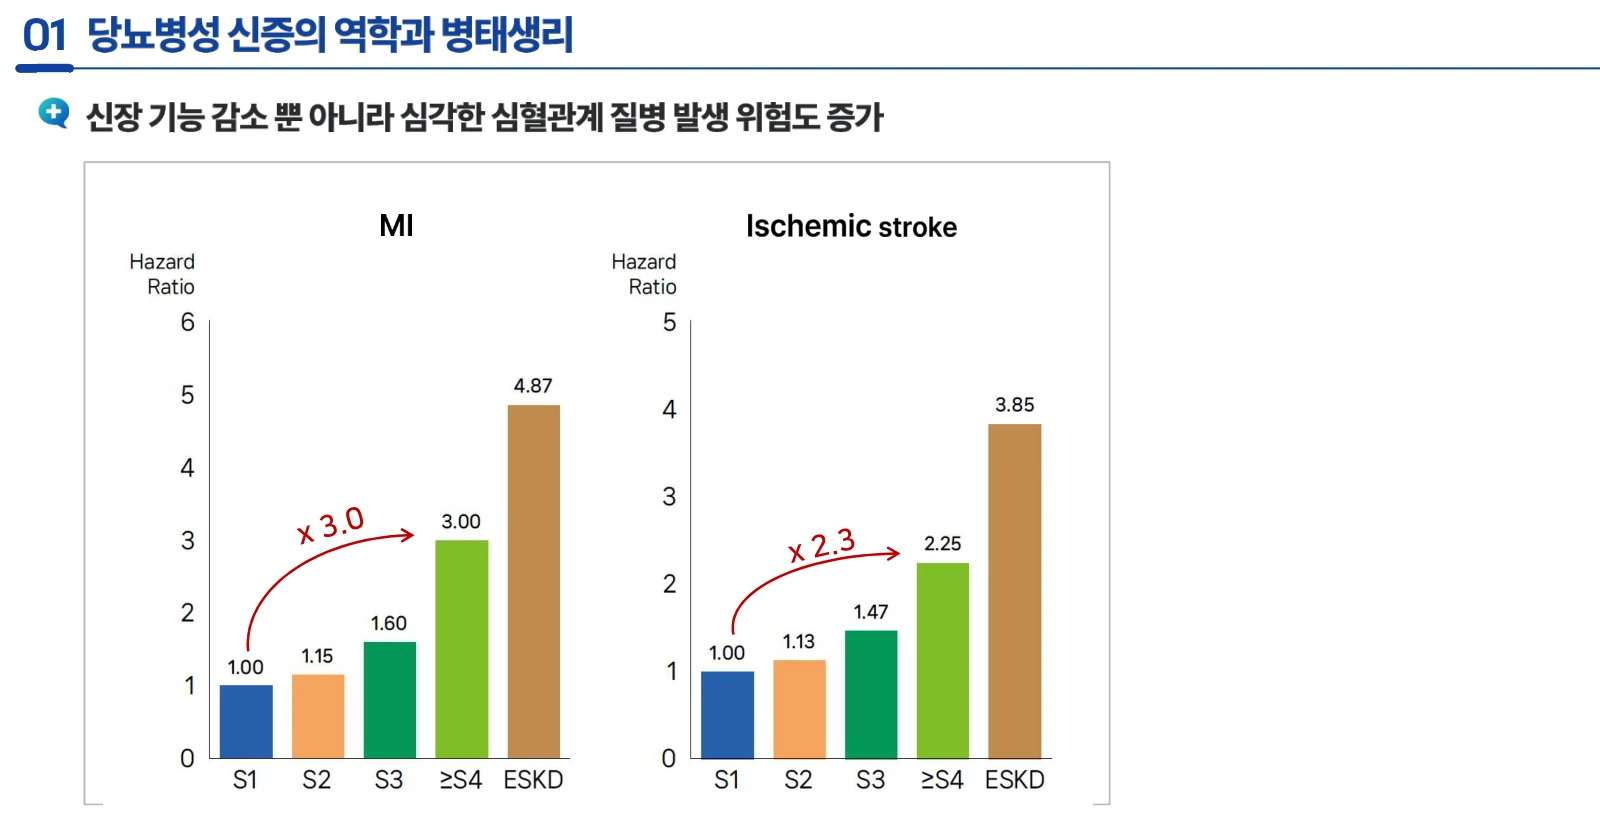 01 당뇨병성 신증의 역학과 병태생리
신장 기능 감소 뿐 아니라 심각한 심혈관계 질병 발생 위험도 증가
MI
Hazard
Ratio
6
5
4
3
2
1
0
1.00
1.15
1.60
3.00
4.87
x 3.0
S1 S2 S3 ≥S4 ESKD
Ischemic stroke
Hazard
Ratio
5
4
3
2
1
0
1.00
1.13
1.47
2.25
3.85
x 2.3
S1 S2 S3 ≥S4 ESKD